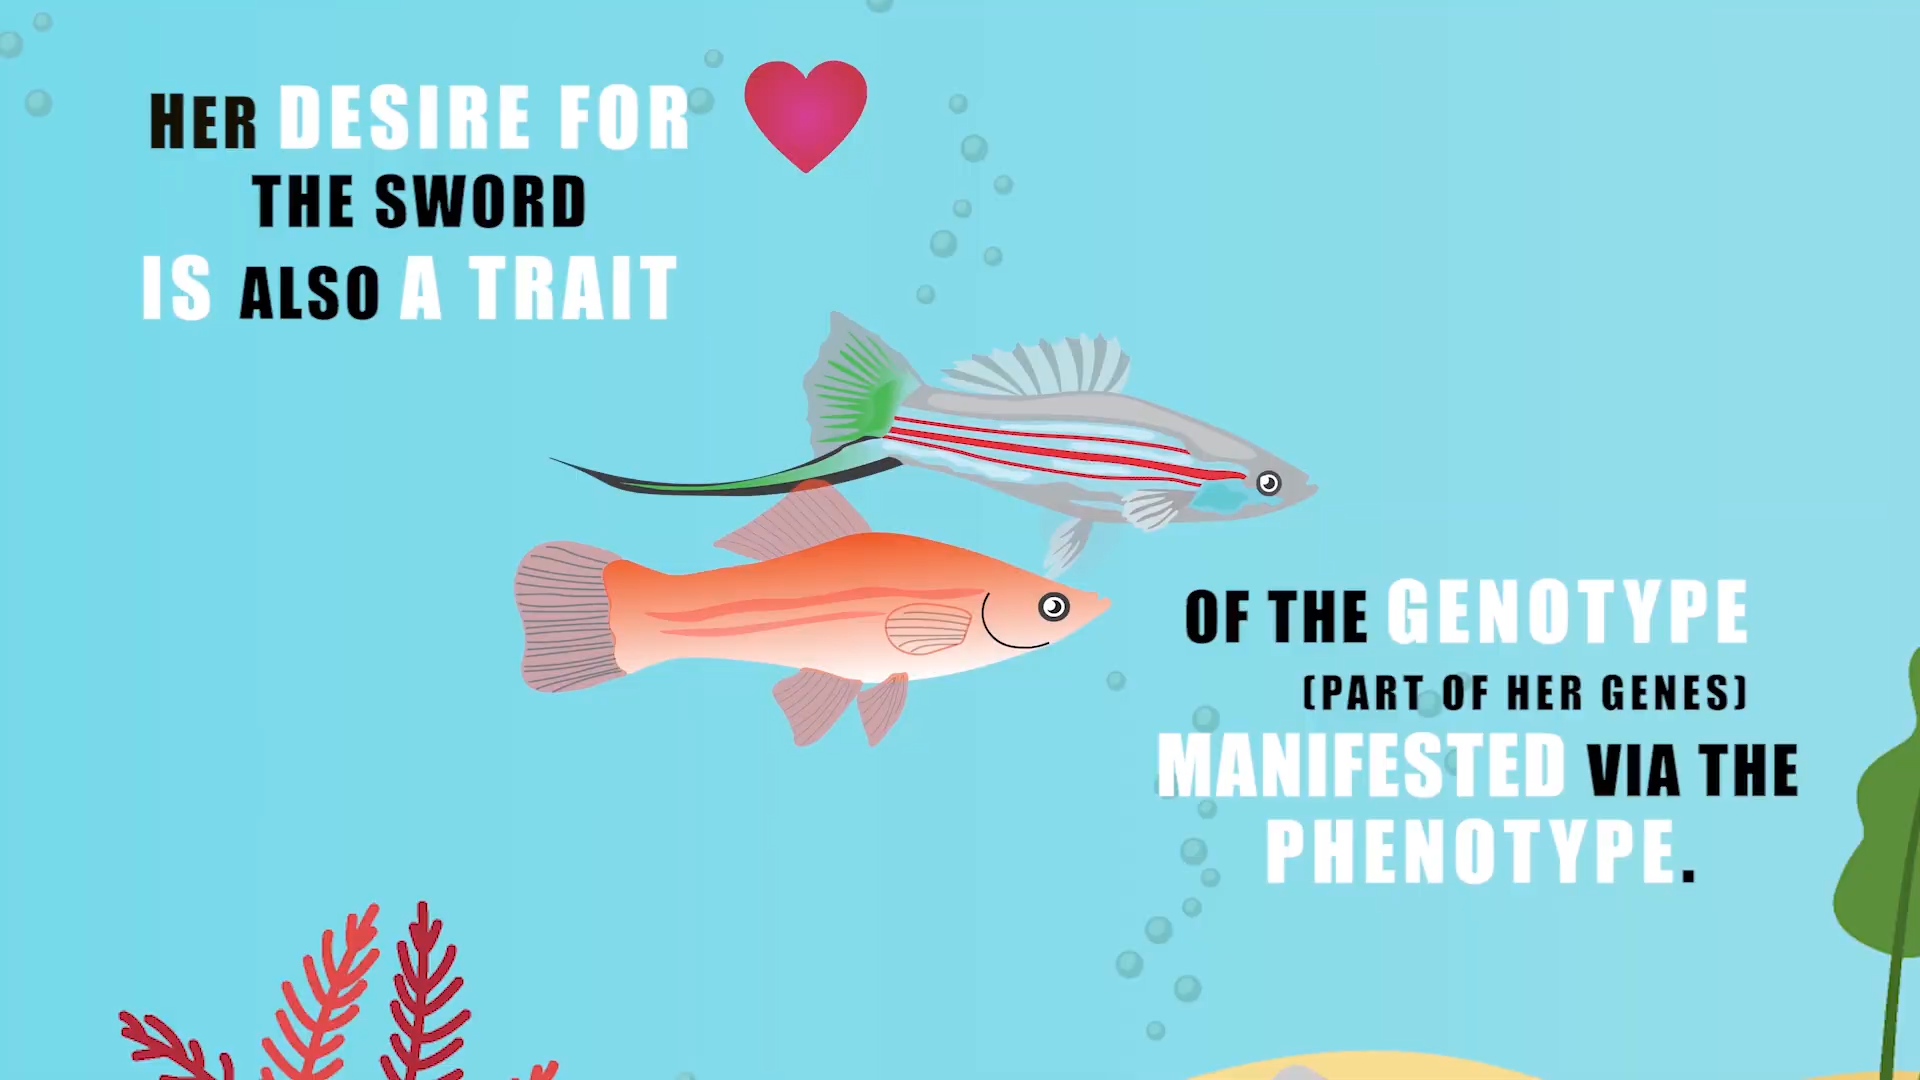 HER DESIRE FOR
THE SWORD
IS ALSO A TRAIT
OF THE GENOTYPE
(PART OF HER GENES)
MANIFESTED VIA THE
PHENOTYPE.